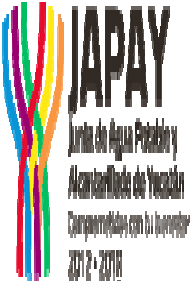 JAPAY
Junta de Agua Potable y
Alcantarillado de Yucatán
Comprometidos con tu bienestar
2012 - 2018